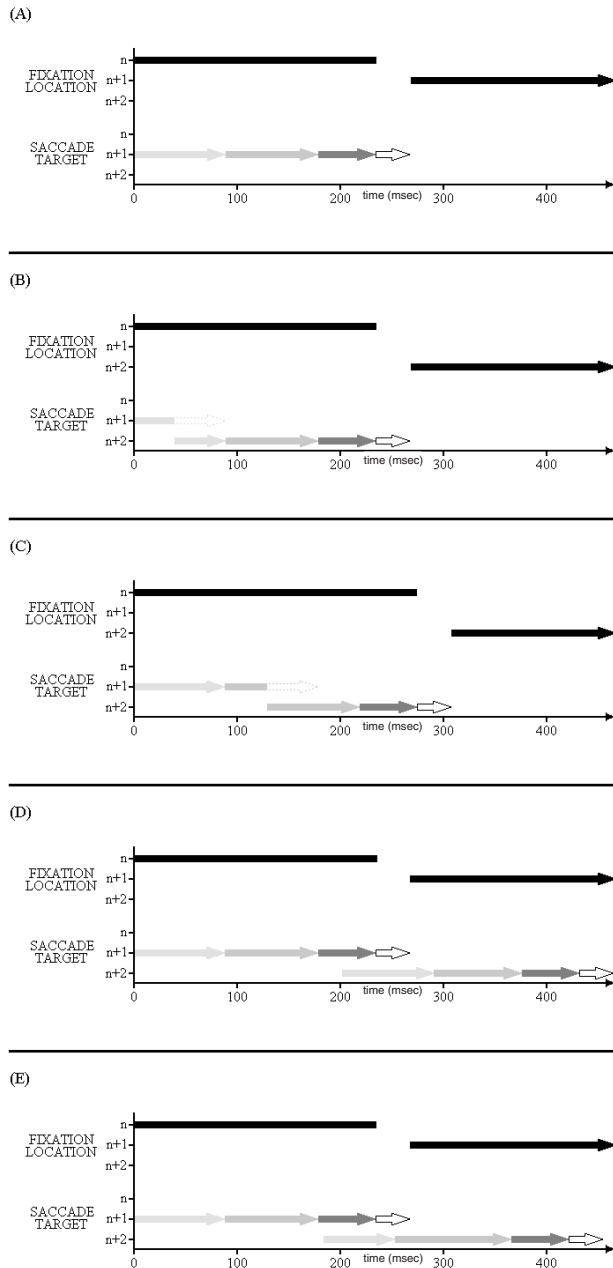 (A)
n
FIXATION
LOCATION
n+1
n+2
n
SACCADE
TARGET
n+1
n+2
0 100 200 time (msec) 300 400
(B)
n
FIXATION
LOCATION
n+1
n+2
n
SACCADE
TARGET
n+1
n+2
0 100 200 time (msec) 300 400
(C)
n
FIXATION
LOCATION
n+1
n+2
n
SACCADE
TARGET
n+1
n+2
0 100 200 time (msec) 300 400
(D)
n
FIXATION
LOCATION
n+1
n+2
n
SACCADE
TARGET
n+1
n+2
0 100 200 time (msec) 300 400
(E)
n
FIXATION
LOCATION
n+1
n+2
n
SACCADE
TARGET
n+1
n+2
0 100 200 time (msec) 300 400